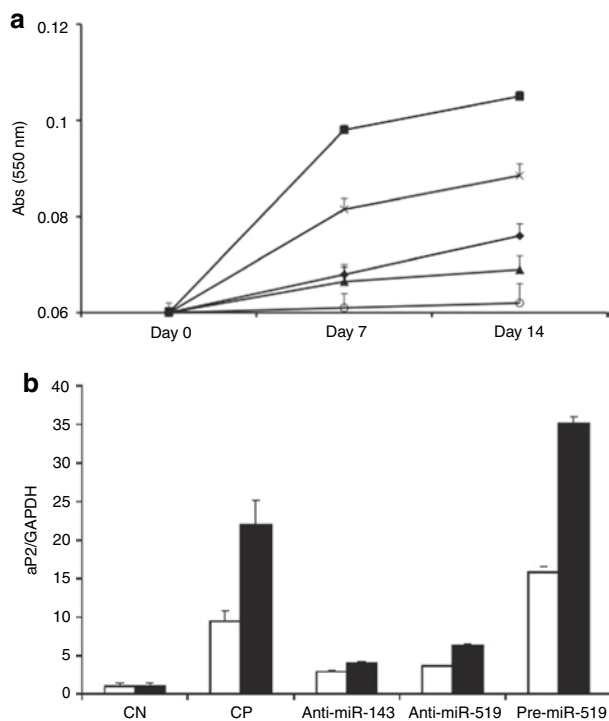 a
0.12
0.1
0.08
0.06
Abs (550 nm)
Day 0 Day 7 Day 14
b
40
35
30
25
20
15
10
5
0
aP2/GAPDH
CN CP Anti-miR-143 Anti-miR-519 Pre-miR-519